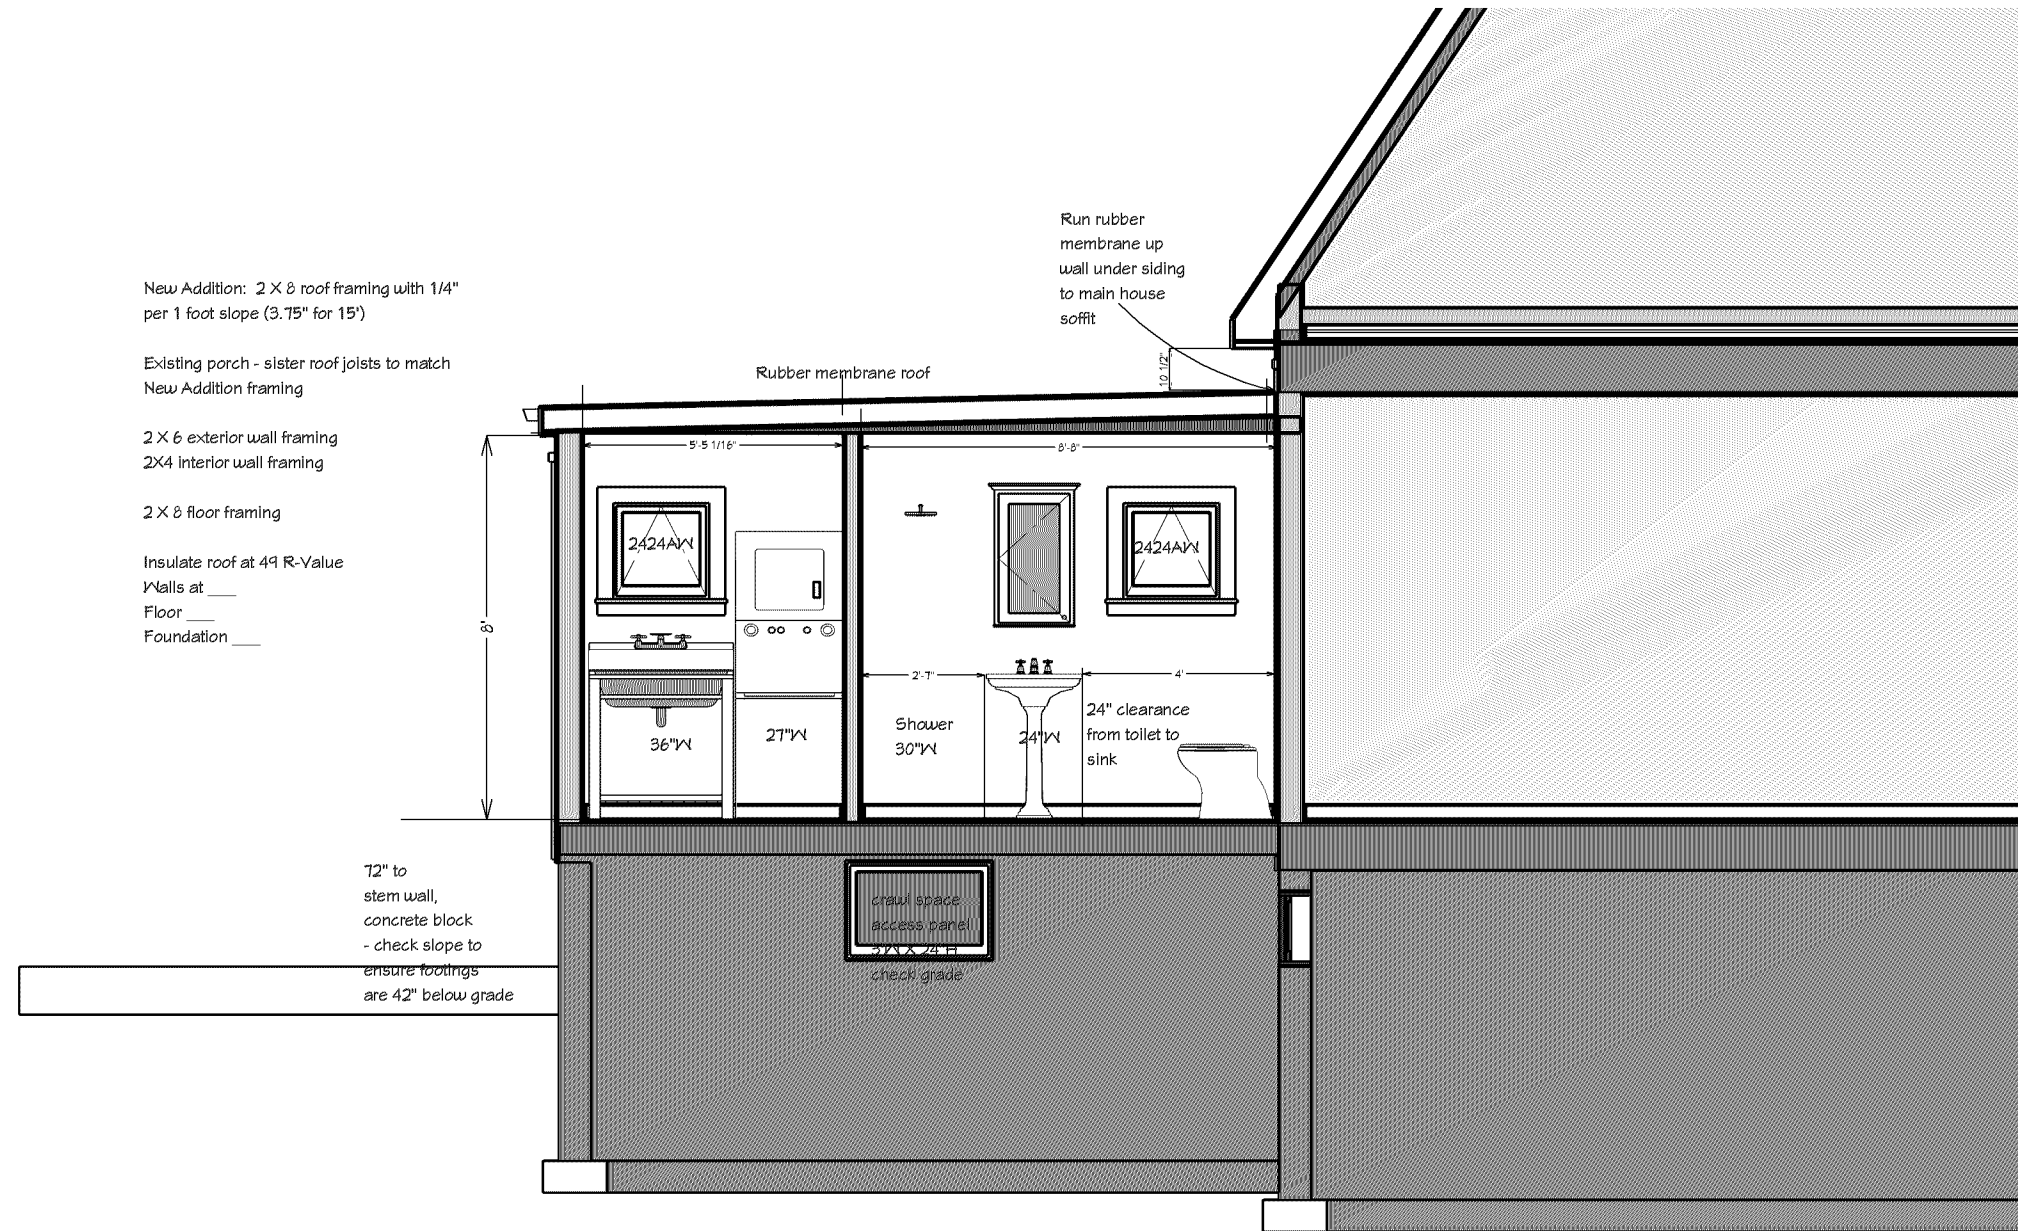 Run rubber
membrane up
wall under siding
to main house
soffit
New Addition: 2 X 8 roof framing with 1/4"
per 1 foot slope (3.75" for 15')
Existing porch - sister roof joists to match
New Addition framing
2 X 6 exterior wall framing
2X4 interior wall framing
2 X 8 floor framing
Insulate roof at 49 R-Value
Walls at ___
Floor ___
Foundation ___
10 1/2"
Rubber membrane roof
5'-5 1/16"
8'-8"
2424AW
2424AW
8'
2'-7"
4'
36"W
27"W
Shower
30"W
24"W
24" clearance
from toilet to
sink
72" to
stem wall,
concrete block
- check slope to
ensure footings
are 42" below grade
crawl space
access panel
X 24 H
check grade